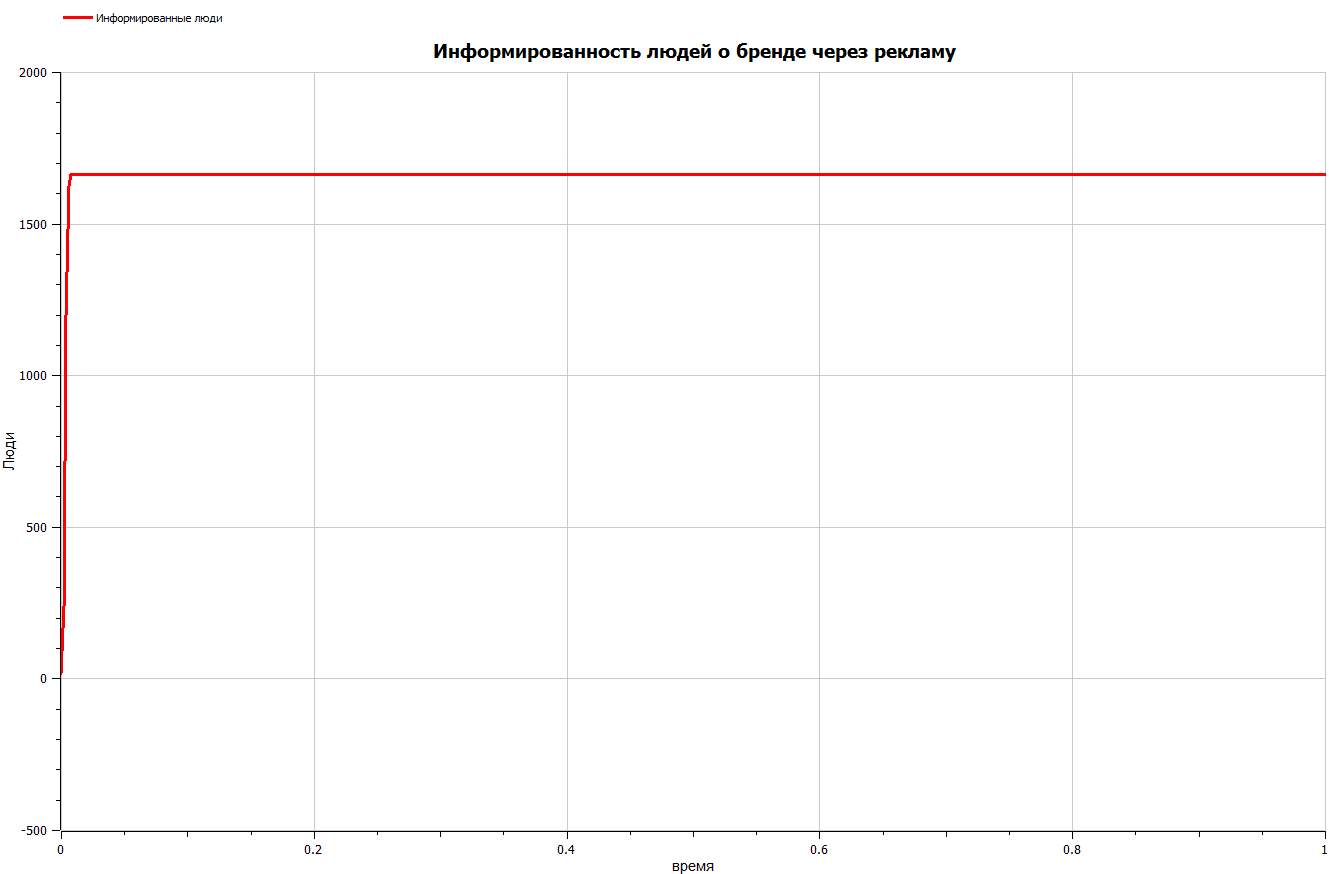 Информированные люди
Информированность людей о бренде через рекламу
2000
1500
1000
500
0
-500
Люди
0 0.2 0.4 0.6 0.8 1
время